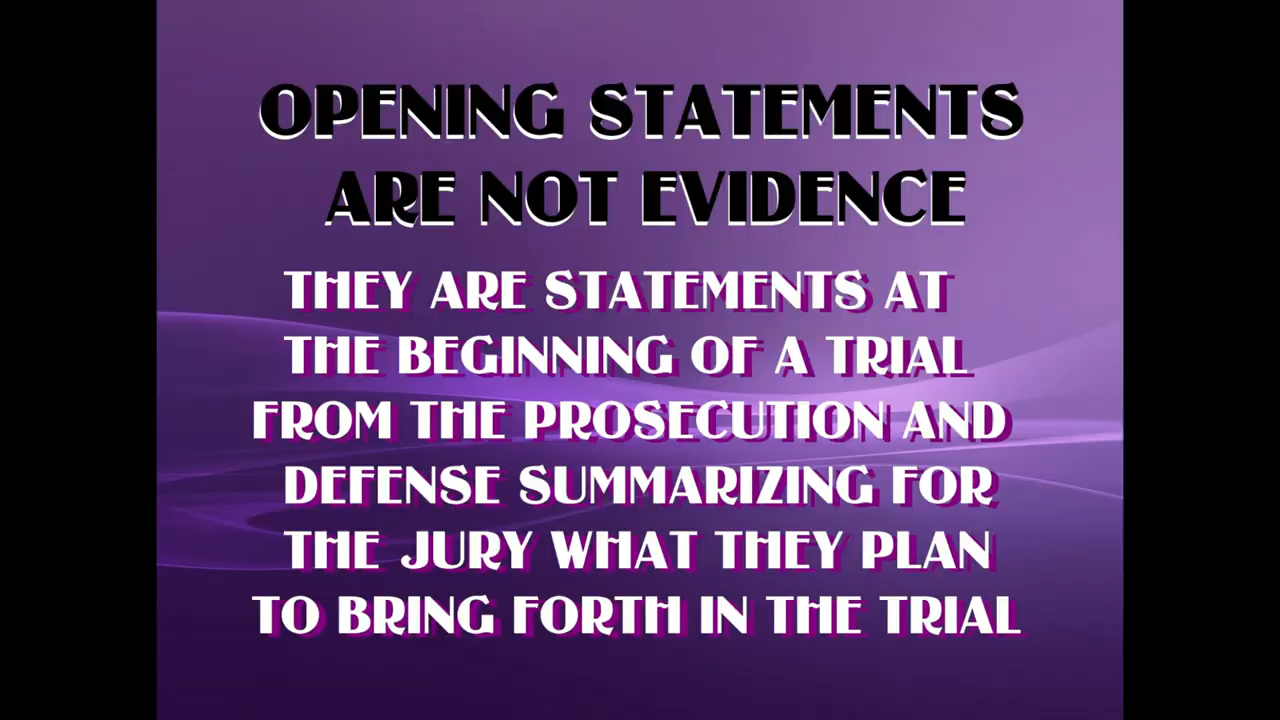 OPENING STATEMENTS
ARE NOT EVIDENCE
THEY ARE STATEMENTS AT
THE BEGINNING OF A TRIAL
FROM THE PROSECUTION AND
DEFENSE SUMMARIZING FOR
THE JURY WHAT THEY PLAN
TO BRING FORTH IN THE TRIAL